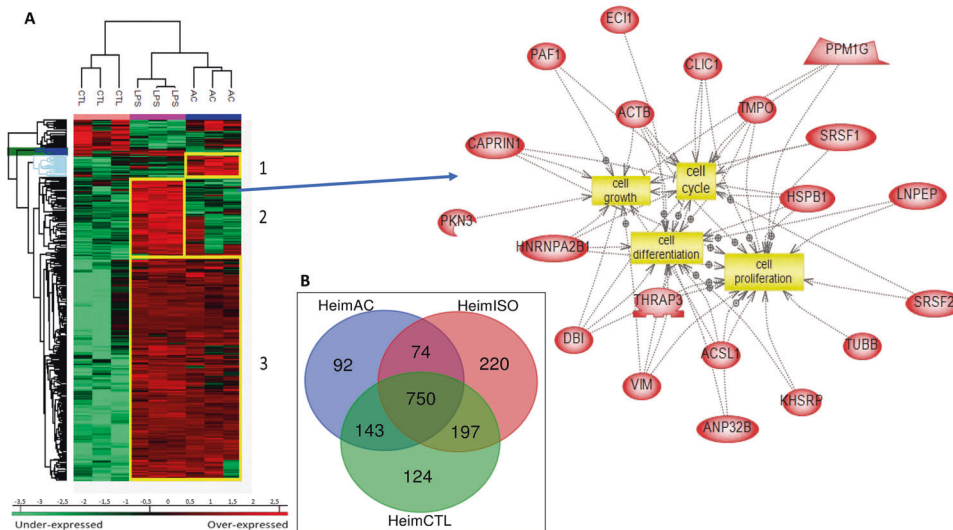 A
CTL
CTL
CTL
LPS
LPS
LPS
AC
AC
AC
1
2
3
-3,5 -3 -2,5 -2 -0,5 0 0,5 1 1,5 2 2,5
Under-expressed
Over-expressed
ECI1
PAF1
CLIC1
PPM1G
ACTB
TMPO
CAPRIN1
SRSF1
cell
cycle
cell
growth
HSPB1
LNPEP
PKN3
HNRNPA2B1
cell
differentiation
cell
proliferation
THRAP3
SRSF2
DBI
ACSL1
TUBB
VIM
KHSRP
ANP32B
B
HeimAC
HeimISO
92
74
220
750
143
197
124
HeimCTL